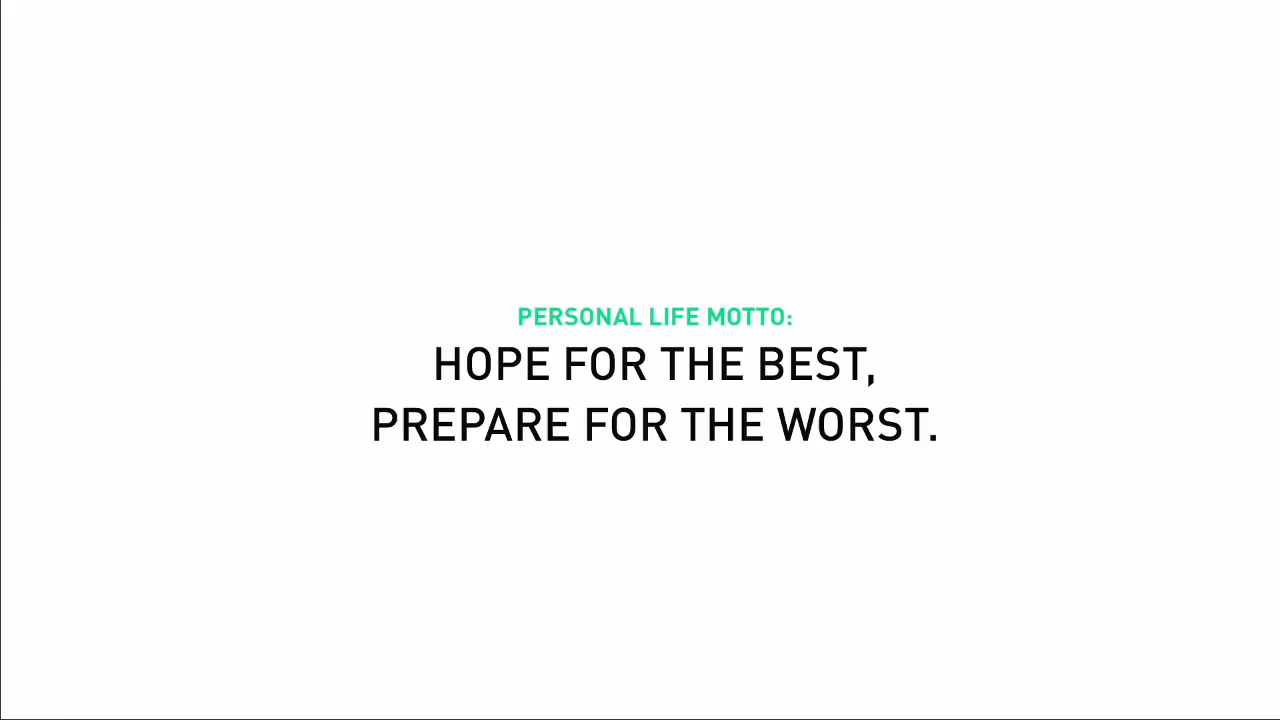 PERSONAL LIFE MOTTO:
HOPE FOR THE BEST,
PREPARE FOR THE WORST.